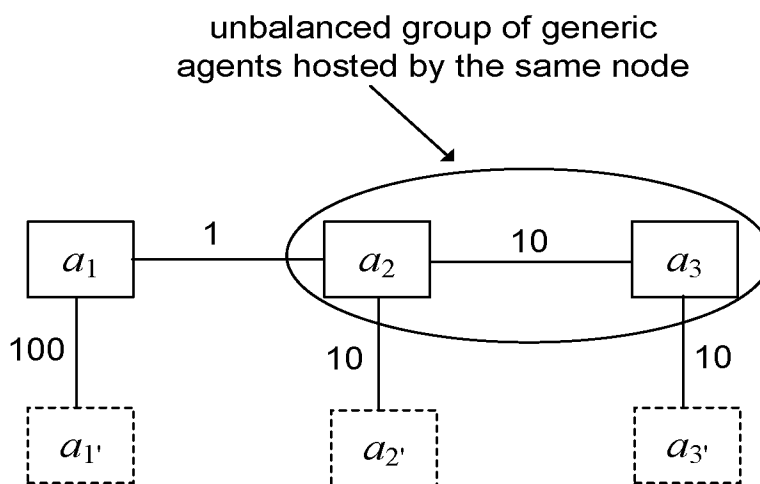 unbalanced group of generic
agents hosted by the same node
1
10
a1
a2
a3
100
10
10
a1'
a2'
a3'